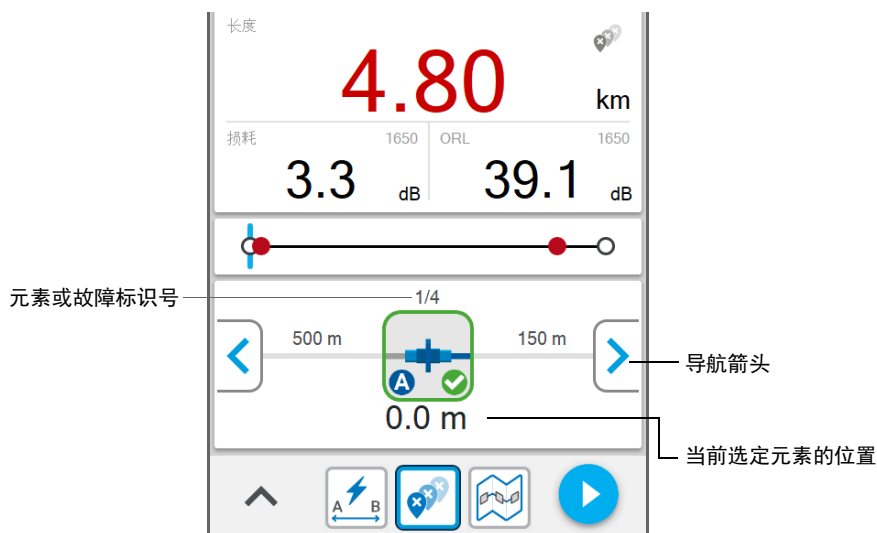 长度
4.80 km
损耗 1650 ORL 1650
3.3 dB 39.1 dB
元素或故障标识号
1/4
500 m 150 m
A
导航箭头
0.0 m
当前选定元素的位置
A B